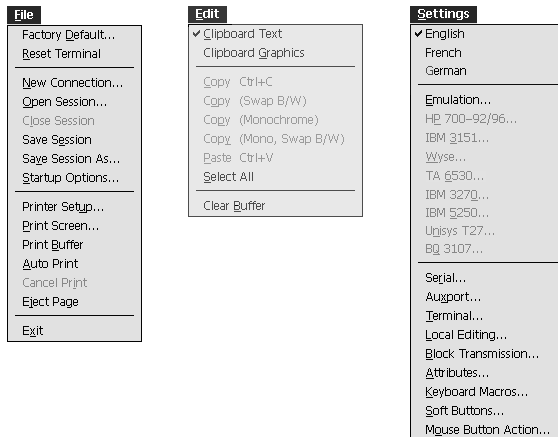 File
Factory Default...
Reset Terminal
New Connection...
Open Session...
Close Session
Save Session
Save Session As...
Startup Options...
Printer Setup...
Print Screen...
Print Buffer
Auto Print
Cancel Print
Eject Page
Exit
Edit
✓ Clipboard Text
Clipboard Graphics
Copy Ctrl+C
Copy (Swap B/W)
Copy (Monochrome)
Copy (Mono, Swap B/W)
Paste Ctrl+V
Select All
Clear Buffer
Settings
✓ English
French
German
Emulation...
HP 700–92/96...
IBM 3151...
Wyse...
TA 6530...
IBM 3270...
IBM 5250...
Unisys T27...
BQ 3107...
Serial...
Auxport...
Terminal...
Local Editing...
Block Transmission...
Attributes...
Keyboard Macros...
Soft Buttons...
Mouse Button Action...